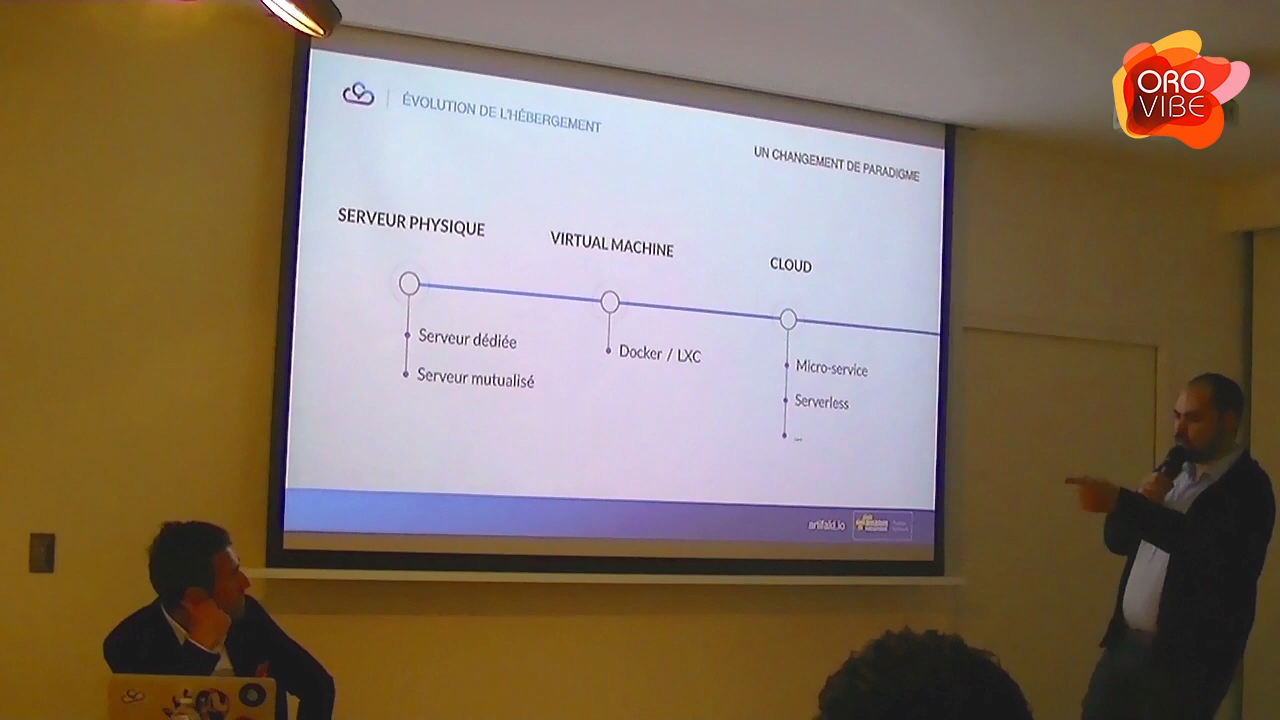 ORO
VIBE
ÉVOLUTION DE L'HÉBERGEMENT
UN CHANGEMENT DE PARADIGME
SERVEUR PHYSIQUE
VIRTUAL MACHINE
CLOUD
Serveur dédiée
Serveur mutualisé
Docker / LXC
Micro-service
Serverless
...
artifakt.io